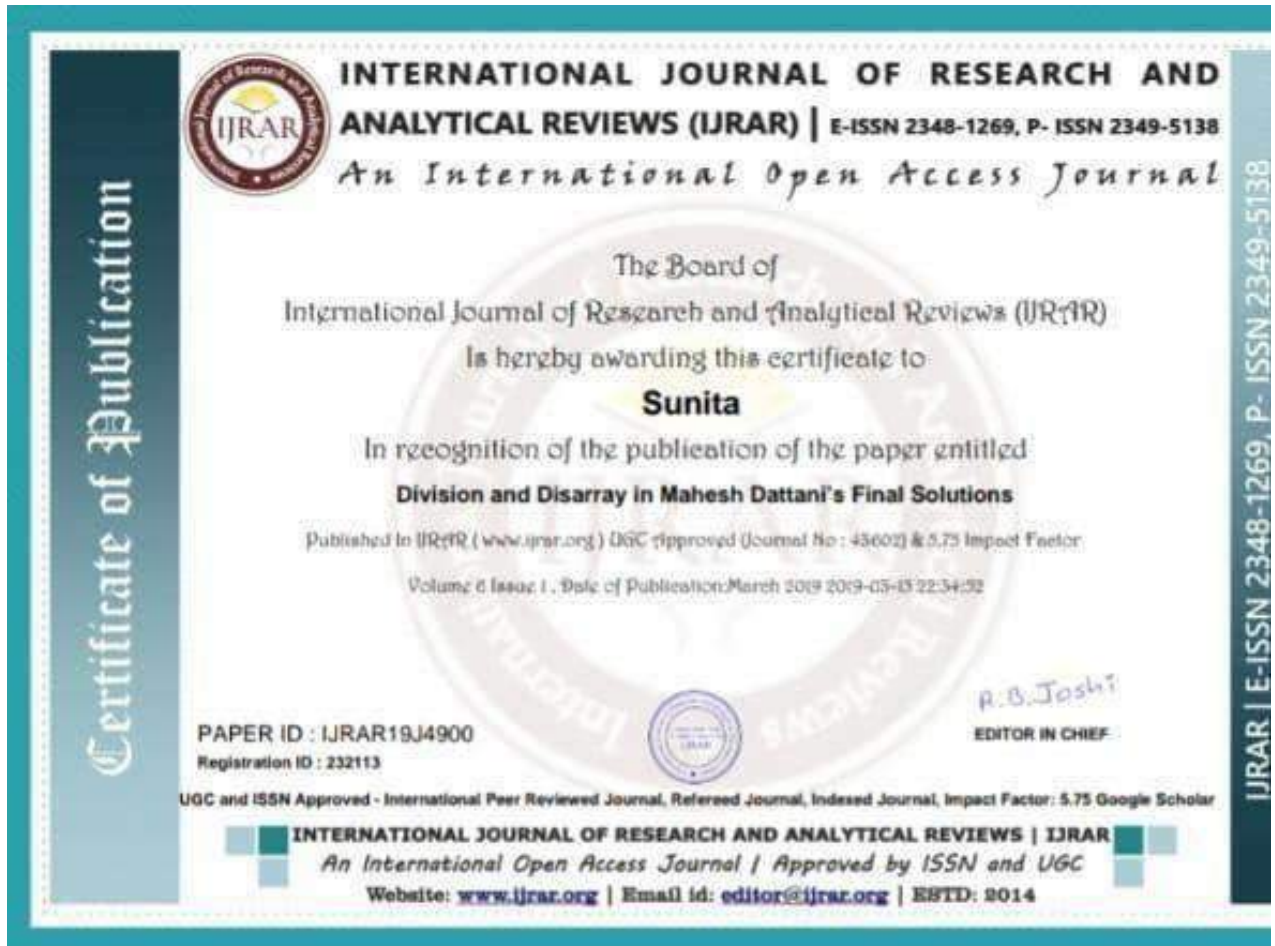 Certificate of Publication
IJRAR
INTERNATIONAL JOURNAL OF RESEARCH AND
ANALYTICAL REVIEWS (IJRAR) | E-ISSN 2348-1269, P- ISSN 2349-5138
An International Open Access Journal
The Board of
International Journal of Research and Analytical Reviews (IJRAR)
Is hereby awarding this certificate to
Sunita
In recognition of the publication of the paper entitled
Division and Disarray in Mahesh Dattani's Final Solutions
Published In IJRAR ( www.ijrar.org ) UGC Approved (Journal No : 43602) & 5.75 Impact Factor
Volume 6 Issue 1 , Date of Publication:March 2019 2019-03-13 22:34:52
R.B.Joshi
PAPER ID : IJRAR19J4900
EDITOR IN CHIEF
Registration ID : 232113
UGC and ISSN Approved - International Peer Reviewed Journal, Refereed Journal, Indexed Journal, Impact Factor: 5.75 Google Scholar
INTERNATIONAL JOURNAL OF RESEARCH AND ANALYTICAL REVIEWS | IJRAR
An International Open Access Journal | Approved by ISSN and UGC
Website: www.ijrar.org | Email id: editor@ijrar.org | ESTD: 2014
IJRAR | E-ISSN 2348-1269, P- ISSN 2349-5138